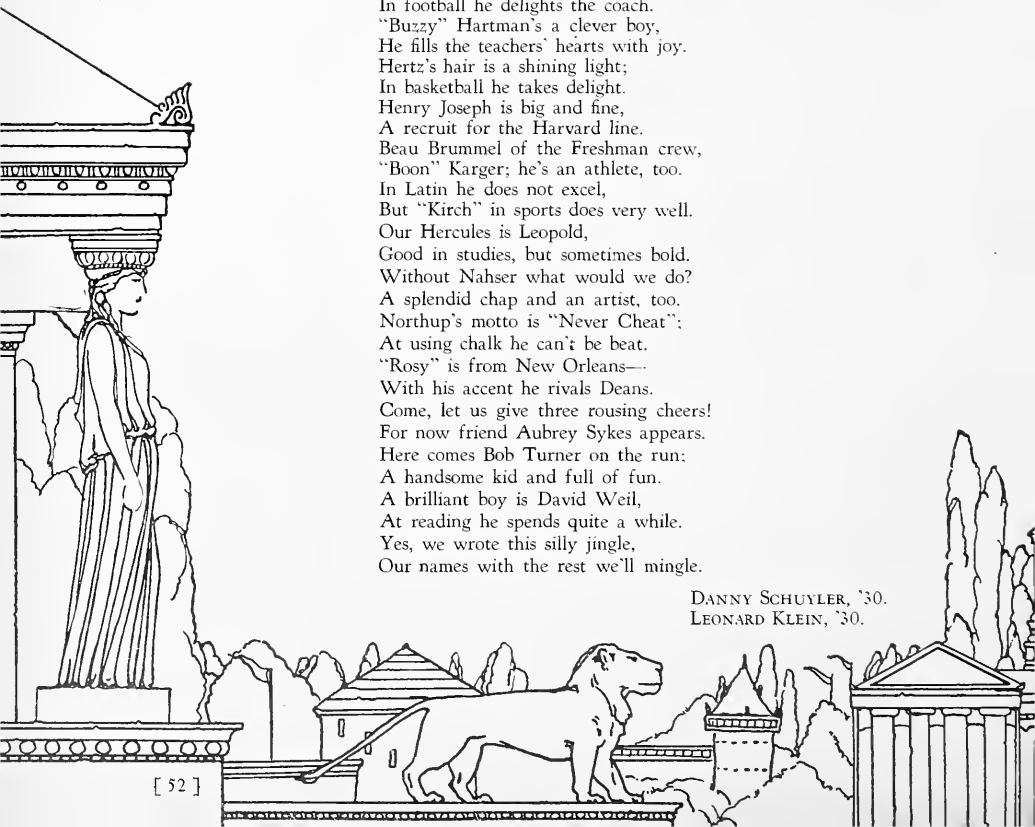 In football he delights the coach.
"Buzzy" Hartman's a clever boy,
He fills the teachers' hearts with joy.
Hertz's hair is a shining light;
In basketball he takes delight.
Henry Joseph is big and fine,
A recruit for the Harvard line.
Beau Brummel of the Freshman crew,
"Boon" Karger; he's an athlete, too.
In Latin he does not excel,
But "Kirch" in sports does very well.
Our Hercules is Leopold,
Good in studies, but sometimes bold.
Without Nahser what would we do?
A splendid chap and an artist, too.
Northup's motto is "Never Cheat";
At using chalk he can't be beat.
"Rosy" is from New Orleans—
With his accent he rivals Deans.
Come, let us give three rousing cheers!
For now friend Aubrey Sykes appears.
Here comes Bob Turner on the run;
A handsome kid and full of fun.
A brilliant boy is David Weil,
At reading he spends quite a while.
Yes, we wrote this silly jingle,
Our names with the rest we'll mingle.
DANNY SCHUYLER, '30.
LEONARD KLEIN, '30.
[ 52 ]